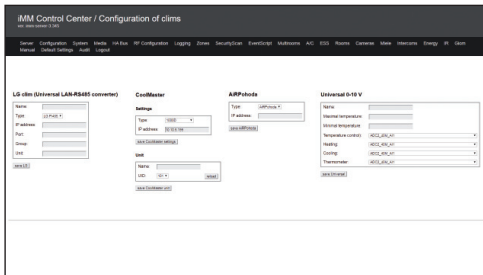 iMM Control Center / Configuration of clims
Server Configuration System Media HA Bus RF Configuration Logging Zones SecurityScan EventScript Multirooms A/C ESS Rooms Cameras Miele Intercoms Energy IR Giom
Manual Default Settings Audit Logout
LG clim (Universal LAN-RS485 converter)
Name:
Type:
IP address:
Port:
Group:
Unit:
save LG
CoolMaster
Settings
Type:
IP address:
save CoolMaster settings
Unit
Name:
UID:
reload
save CoolMaster unit
AiRPohoda
Type: AiRPohoda
IP address:
save AiRPohoda
Universal 0-10 V
Name:
Maximal temperature:
Minimal temperature:
Temperature control:
Heating:
Cooling:
Thermometer:
save Universal